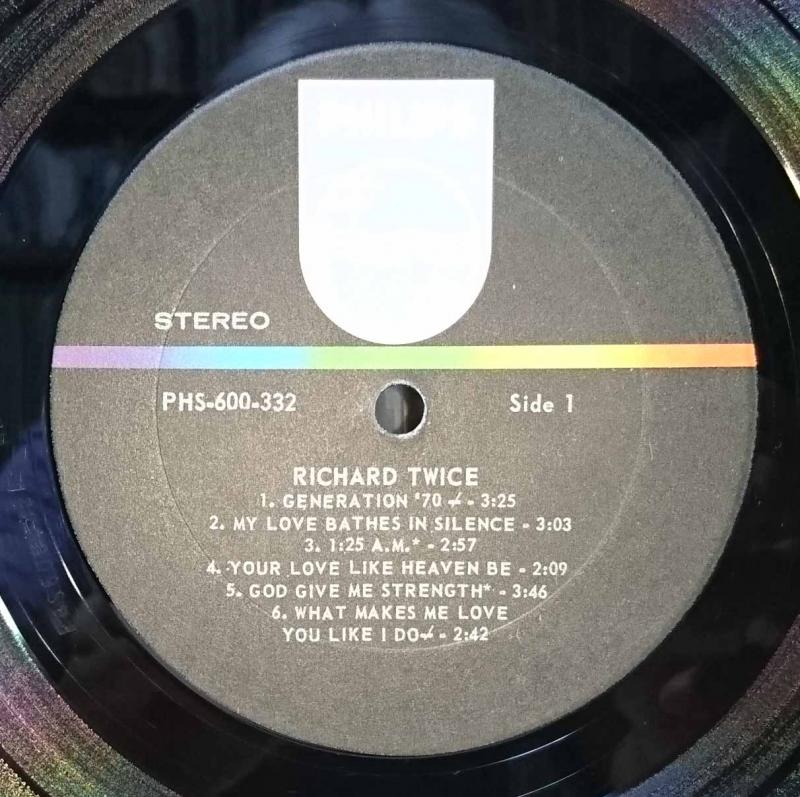 PHILIPS
STEREO
PHS-600-332
Side 1
RICHARD TWICE
1. GENERATION '70 ⌿ - 3:25
2. MY LOVE BATHES IN SILENCE - 3:03
3. 1:25 A.M.* - 2:57
4. YOUR LOVE LIKE HEAVEN BE - 2:09
5. GOD GIVE ME STRENGTH* - 3:46
6. WHAT MAKES ME LOVE
YOU LIKE I DO⌿ - 2:42